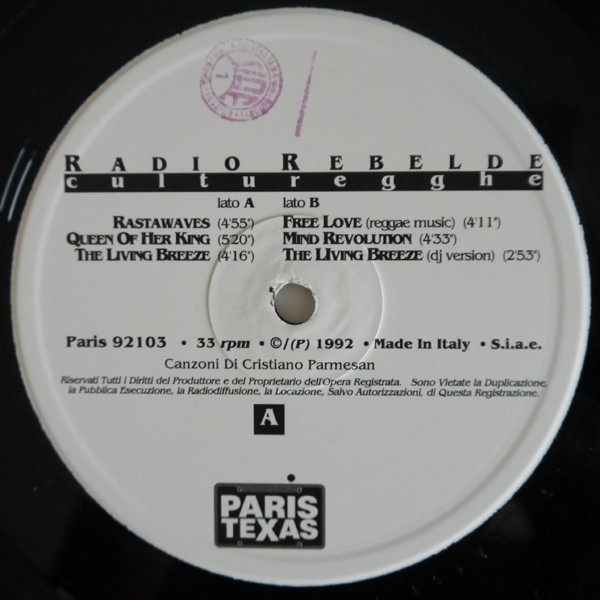 RADIO REBELDE
culturegghe
lato A lato B
RASTAWAVES (4'55") FREE LOVE (reggae music) (4'11")
QUEEN OF HER KING (5'20") MIND REVOLUTION (4'33")
THE LIVING BREEZE (4'16") THE LIVING BREEZE (dj version) (2'53")
Paris 92103 • 33 rpm • ©/(P) 1992 • Made In Italy • S.i.a.e.
Canzoni Di Cristiano Parmesan
Riservati Tutti i Diritti del Produttore e del Proprietario dell'Opera Registrata. Sono Vietate la Duplicazione,
la Pubblica Esecuzione, la Radiodiffusione, la Locazione, Salvo Autorizzazioni, di Questa Registrazione.
A
PARIS
TEXAS